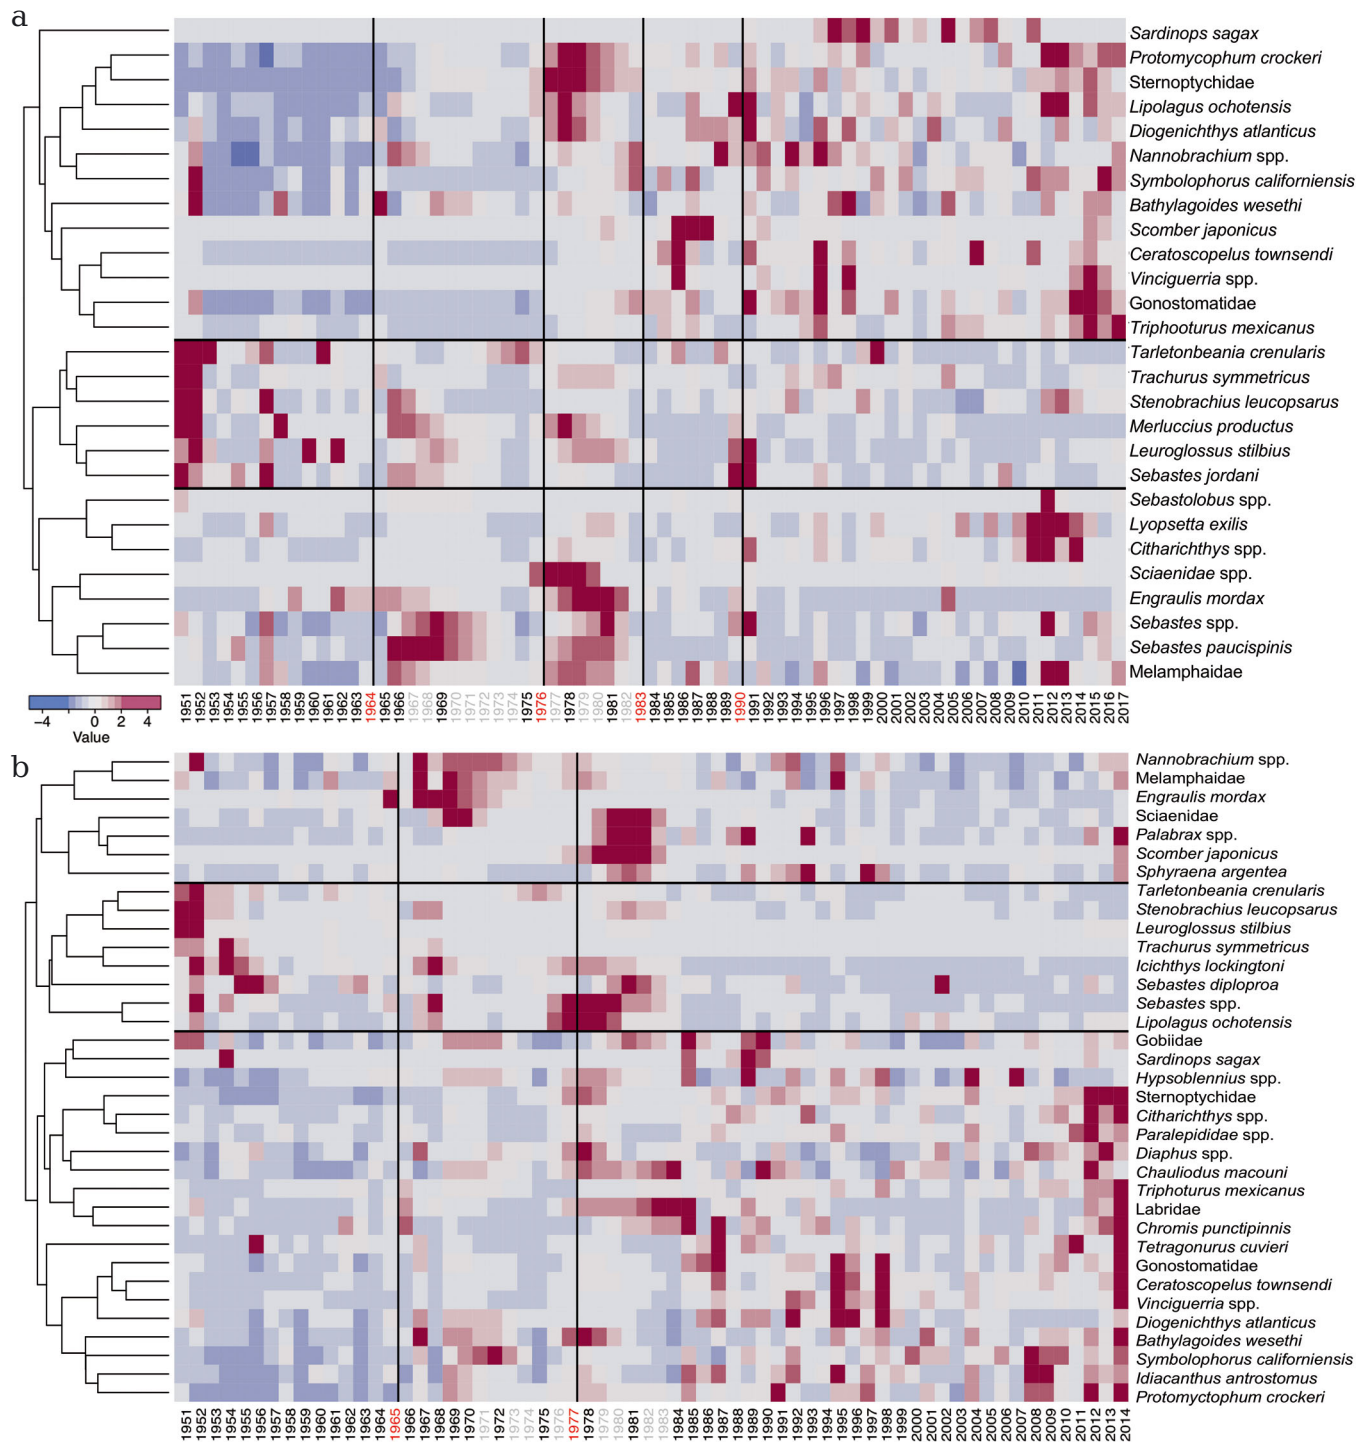 a
Sardinops sagax
Protomycophum crockeri
Sternoptychidae
Lipolagus ochotensis
Diogenichthys atlanticus
Nannobrachium spp.
Symbolophorus californiensis
Bathylagoides wesethi
Scomber japonicus
Ceratoscopelus townsendi
Vinciguerria spp.
Gonostomatidae
Triphooturus mexicanus
Tarletonbeania crenularis
Trachurus symmetricus
Stenobrachius leucopsarus
Merluccius productus
Leuroglossus stilbius
Sebastes jordani
Sebastolobus spp.
Lyopsetta exilis
Citharichthys spp.
Sciaenidae spp.
Engraulis mordax
Sebastes spp.
Sebastes paucispinis
Melamphaidae
1951 1952 1953 1954 1955 1956 1957 1958 1959 1960 1961 1962 1963 1964 1965 1966 1967 1968 1969 1970 1971 1972 1973 1974 1975 1976 1977 1978 1979 1980 1981 1982 1983 1984 1985 1986 1987 1988 1989 1990 1991 1992 1993 1994 1995 1996 1997 1998 1999 2000 2001 2002 2003 2004 2005 2006 2007 2008 2009 2010 2011 2012 2013 2014 2015 2016 2017
−4 0 2 4
Value
b
Nannobrachium spp.
Melamphaidae
Engraulis mordax
Sciaenidae
Palabrax spp.
Scomber japonicus
Sphyraena argentea
Tarletonbeania crenularis
Stenobrachius leucopsarus
Leuroglossus stilbius
Trachurus symmetricus
Icichthys lockingtoni
Sebastes diploproa
Sebastes spp.
Lipolagus ochotensis
Gobiidae
Sardinops sagax
Hypsoblennius spp.
Sternoptychidae
Citharichthys spp.
Paralepididae spp.
Diaphus spp.
Chauliodus macouni
Triphoturus mexicanus
Labridae
Chromis punctipinnis
Tetragonurus cuvieri
Gonostomatidae
Ceratoscopelus townsendi
Vinciguerria spp.
Diogenichthys atlanticus
Bathylagoides wesethi
Symbolophorus californiensis
Idiacanthus antrostomus
Protomyctophum crockeri
1951 1952 1953 1954 1955 1956 1957 1958 1959 1960 1961 1962 1963 1964 1965 1966 1967 1968 1969 1970 1971 1972 1973 1974 1975 1976 1977 1978 1979 1980 1981 1982 1983 1984 1985 1986 1987 1988 1989 1990 1991 1992 1993 1994 1995 1996 1997 1998 1999 2000 2001 2002 2003 2004 2005 2006 2007 2008 2009 2010 2011 2012 2013 2014